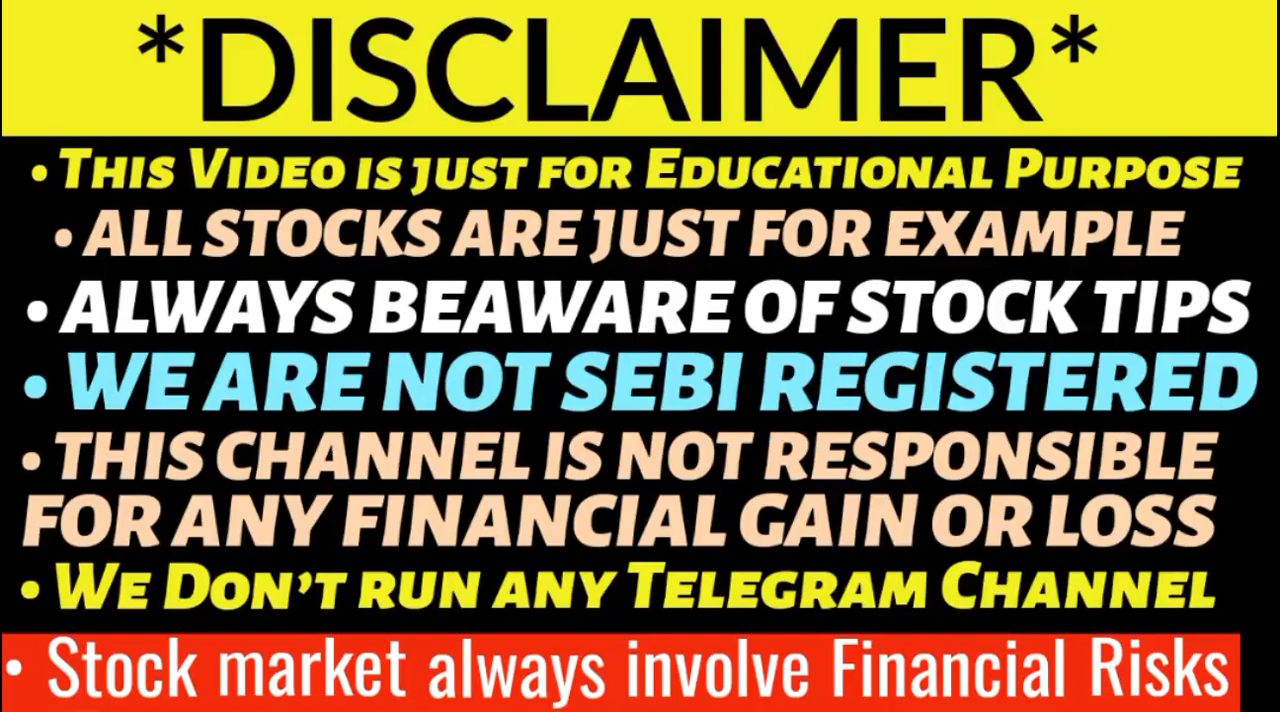 *DISCLAIMER*
• This Video is just for Educational Purpose
• ALL STOCKS ARE JUST FOR EXAMPLE
• ALWAYS BEAWARE OF STOCK TIPS
• WE ARE NOT SEBI REGISTERED
• THIS CHANNEL IS NOT RESPONSIBLE
FOR ANY FINANCIAL GAIN OR LOSS
• We Don't run any Telegram Channel
• Stock market always involve Financial Risks